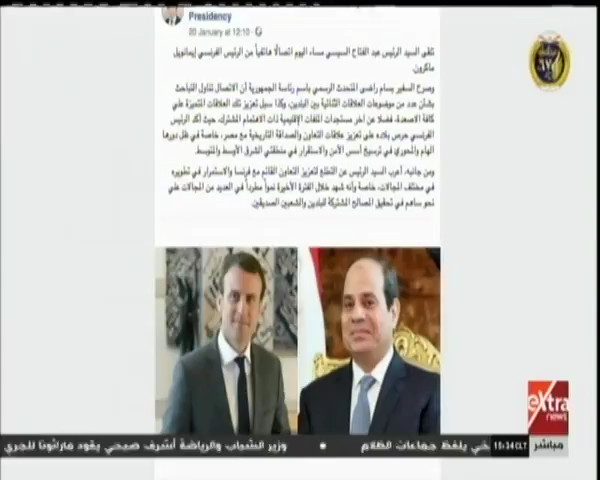 Presidency
20 January at 12:10
تلقى السيد الرئيس عبد الفتاح السيسي مساء اليوم اتصالًا هاتفياً من الرئيس الفرنسي إيمانويل
ماكرون.
وصرح السفير بسام راضي المتحدث الرسمي باسم رئاسة الجمهورية أن الاتصال تناول التباحث
بشأن عدد من موضوعات العلاقات الثنائية بين البلدين، وكذا سبل تعزيز تلك العلاقات المتميزة على
كافة الأصعدة، فضلا عن آخر مستجدات الملفات الإقليمية ذات الاهتمام المشترك، حيث أكد الرئيس
الفرنسي حرص بلاده على تعزيز علاقات التعاون والصداقة التاريخية مع مصر، خاصة في ظل دورها
الهام والمحوري في ترسيخ أسس الأمن والاستقرار في منطقتي الشرق الأوسط والمتوسط.
ومن جانبه، أعرب السيد الرئيس عن التطلع لتعزيز التعاون القائم مع فرنسا والاستمرار في تطويره
في مختلف المجالات، خاصة وأنه شهد خلال الفترة الأخيرة نمواً مطرداً في العديد من المجالات على
نحو ساهم في تحقيق المصالح المشتركة للبلدين والشعبين الصديقين.
eXtra
news
مباشر
10:34 CLT
خي يلفظ جماعات الظلام
وزير الشباب والرياضة أشرف صبحي يقود ماراثونا للجري